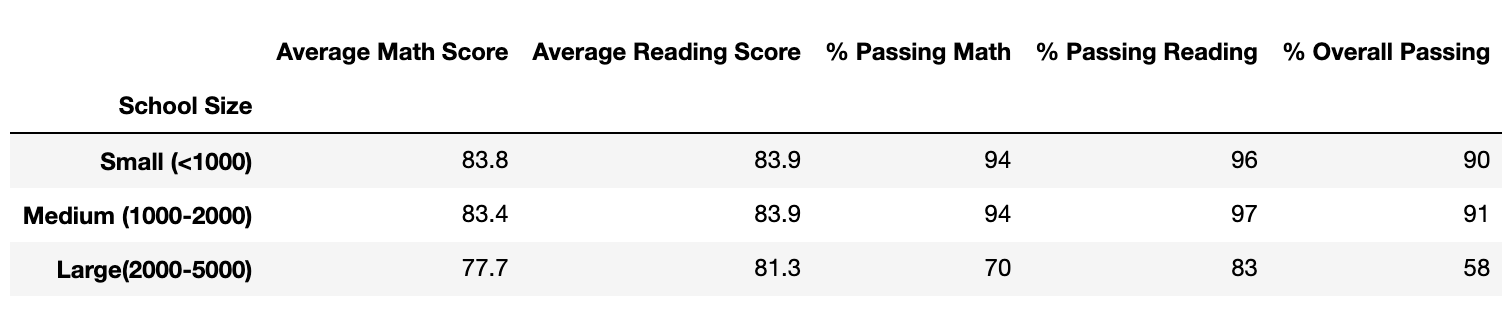 Average Math Score Average Reading Score % Passing Math % Passing Reading % Overall Passing
School Size
Small (<1000) 83.8 83.9 94 96 90
Medium (1000-2000) 83.4 83.9 94 97 91
Large(2000-5000) 77.7 81.3 70 83 58